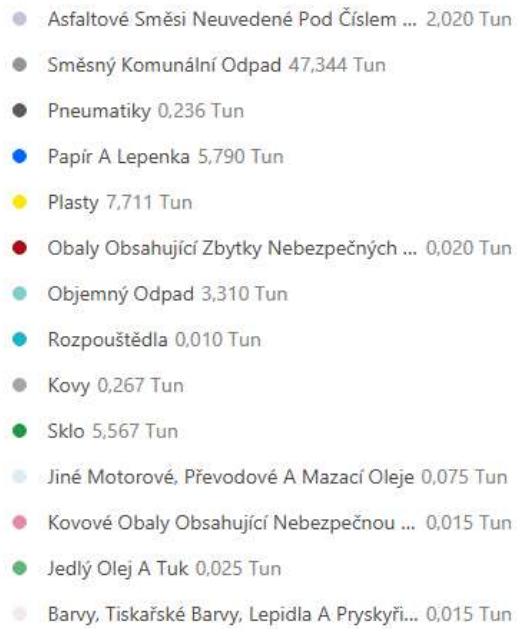 Asfaltové Směsi Neuvedené Pod Číslem ... 2,020 Tun
Směsný Komunální Odpad 47,344 Tun
Pneumatiky 0,236 Tun
Papír A Lepenka 5,790 Tun
Plasty 7,711 Tun
Obaly Obsahující Zbytky Nebezpečných ... 0,020 Tun
Objemný Odpad 3,310 Tun
Rozpouštědla 0,010 Tun
Kovy 0,267 Tun
Sklo 5,567 Tun
Jiné Motorové, Převodové A Mazací Oleje 0,075 Tun
Kovové Obaly Obsahující Nebezpečnou ... 0,015 Tun
Jedlý Olej A Tuk 0,025 Tun
Barvy, Tiskařské Barvy, Lepidla A Pryskyři... 0,015 Tun